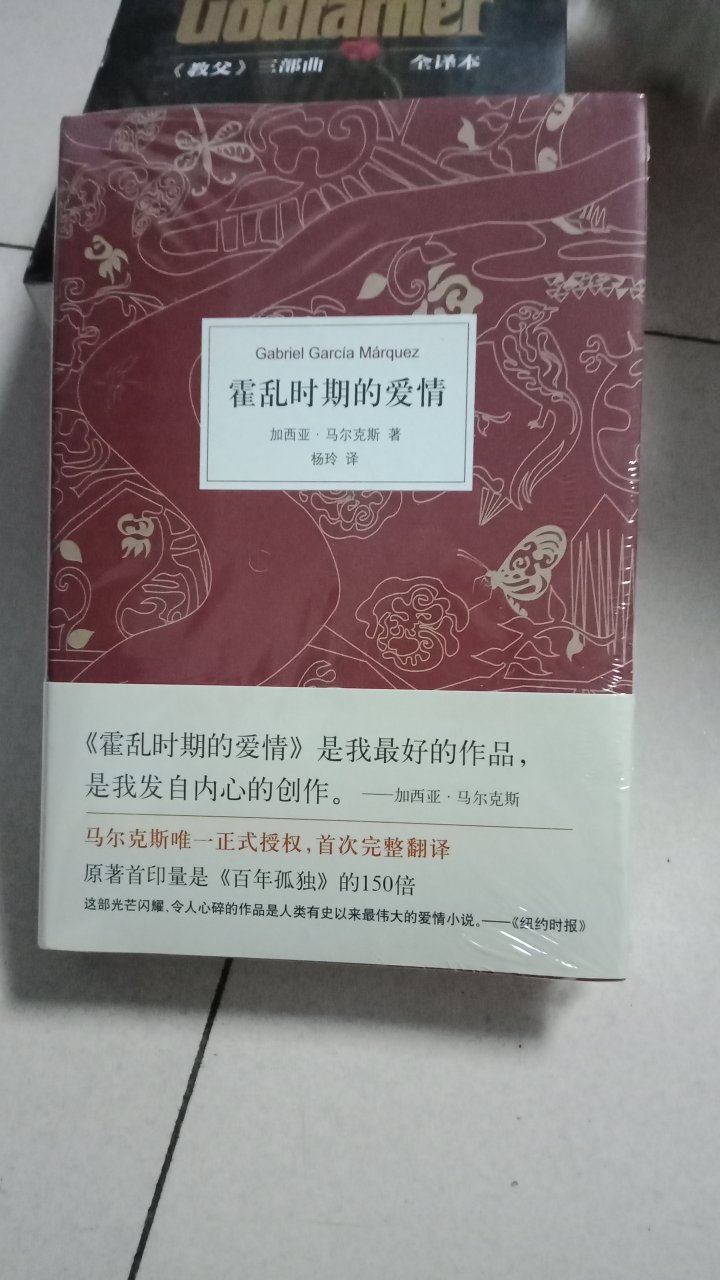 Godfather
《教父》三部曲 全译本
Gabriel García Márquez
霍乱时期的爱情
加西亚·马尔克斯 著
杨玲 译
《霍乱时期的爱情》是我最好的作品，
是我发自内心的创作。——加西亚·马尔克斯
马尔克斯唯一正式授权，首次完整翻译
原著首印量是《百年孤独》的150倍
这部光芒闪耀、令人心碎的作品是人类有史以来最伟大的爱情小说。——《纽约时报》